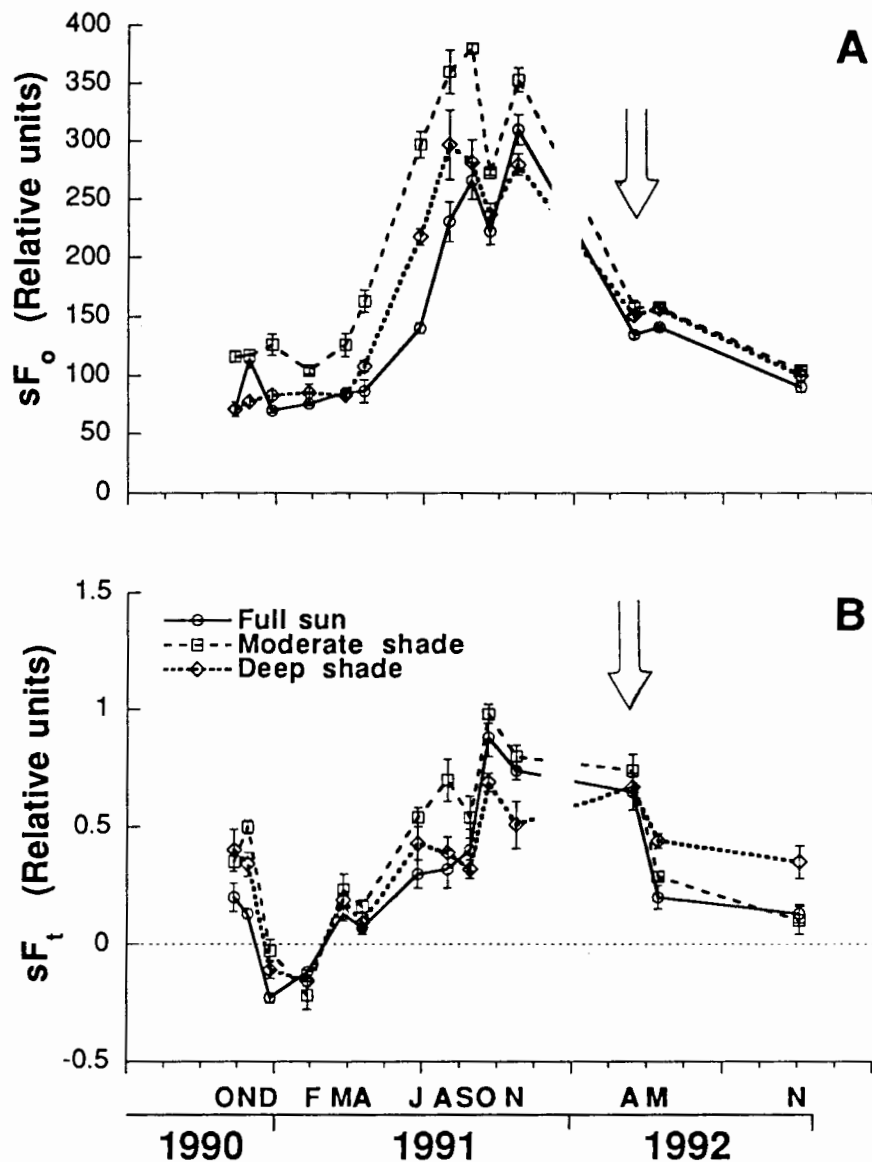 A
400
350
300
250
200
150
100
50
0
sFo (Relative units)
B
1.5
1
0.5
0
-0.5
sFt (Relative units)
Full sun
Moderate shade
Deep shade
O N D F M A J A S O N A M N
1990 1991 1992